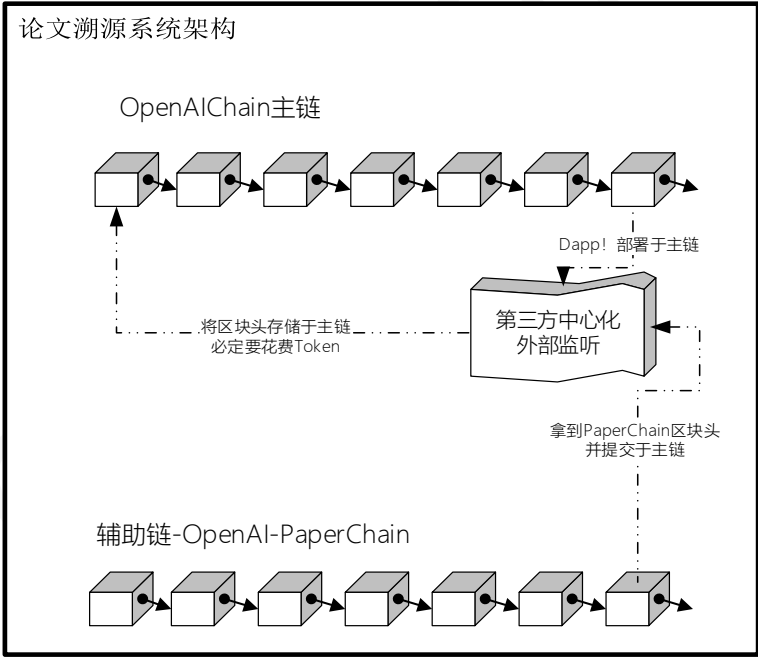 论文溯源系统架构
OpenAIChain主链
Dapp！部署于主链
第三方中心化
外部监听
将区块头存储于主链
必定要花费Token
拿到PaperChain区块头
并提交于主链
辅助链-OpenAI-PaperChain